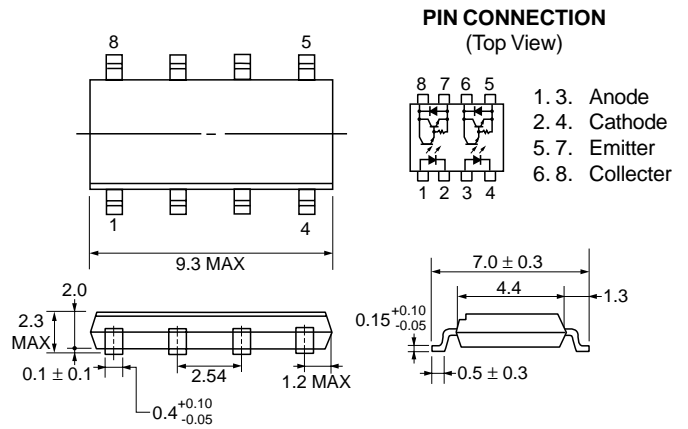 PIN CONNECTION
(Top View)
8 5
1 4
9.3 MAX
8 7 6 5
1 2 3 4
1. 3. Anode
2. 4. Cathode
5. 7. Emitter
6. 8. Collecter
2.0
2.3
MAX
0.1 ± 0.1
2.54
1.2 MAX
0.4+0.10
-0.05
7.0 ± 0.3
4.4
1.3
0.15+0.10
-0.05
0.5 ± 0.3